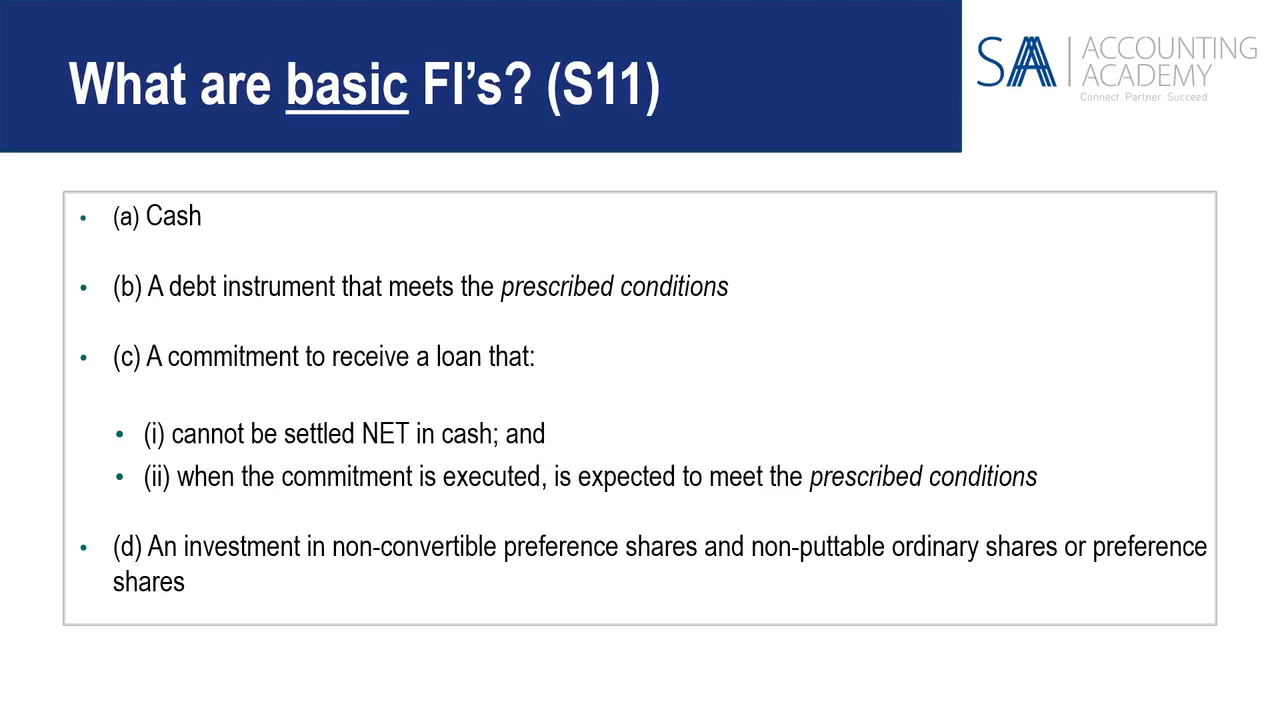 What are basic FI's? (S11)
SAA
ACCOUNTING
ACADEMY
Connect. Partner. Succeed
• (a) Cash
• (b) A debt instrument that meets the prescribed conditions
• (c) A commitment to receive a loan that:
• (i) cannot be settled NET in cash; and
• (ii) when the commitment is executed, is expected to meet the prescribed conditions
• (d) An investment in non-convertible preference shares and non-puttable ordinary shares or preference
shares